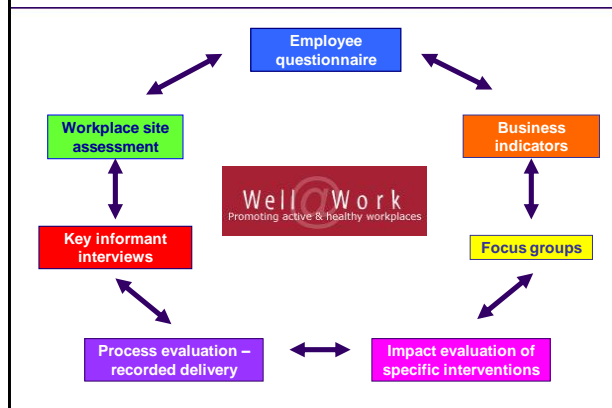 Employee
questionnaire
Workplace site
assessment
Business
indicators
Well@Work
Promoting active & healthy workplaces
Key informant
interviews
Focus groups
Process evaluation –
recorded delivery
Impact evaluation of
specific interventions